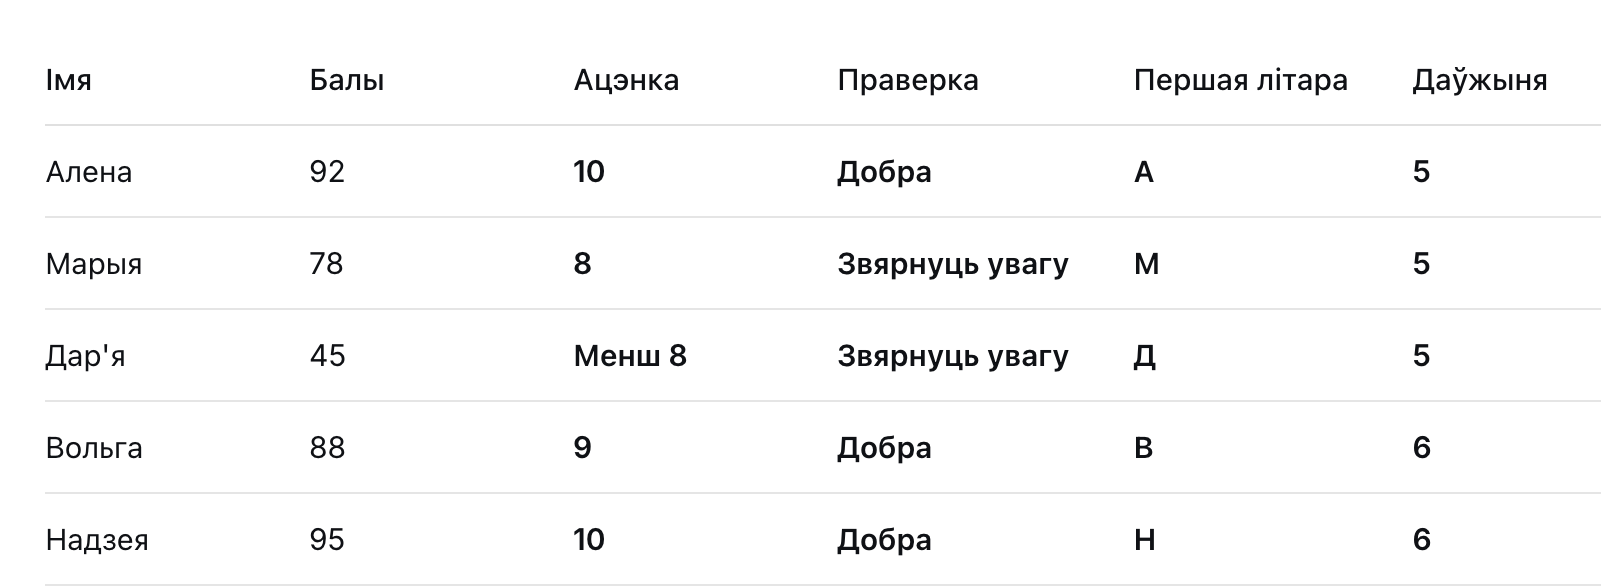 Імя Балы Ацэнка Праверка Першая літара Даўжыня
Алена 92 10 Добра А 5
Марыя 78 8 Звярнуць увагу М 5
Дар'я 45 Менш 8 Звярнуць увагу Д 5
Вольга 88 9 Добра В 6
Надзея 95 10 Добра Н 6